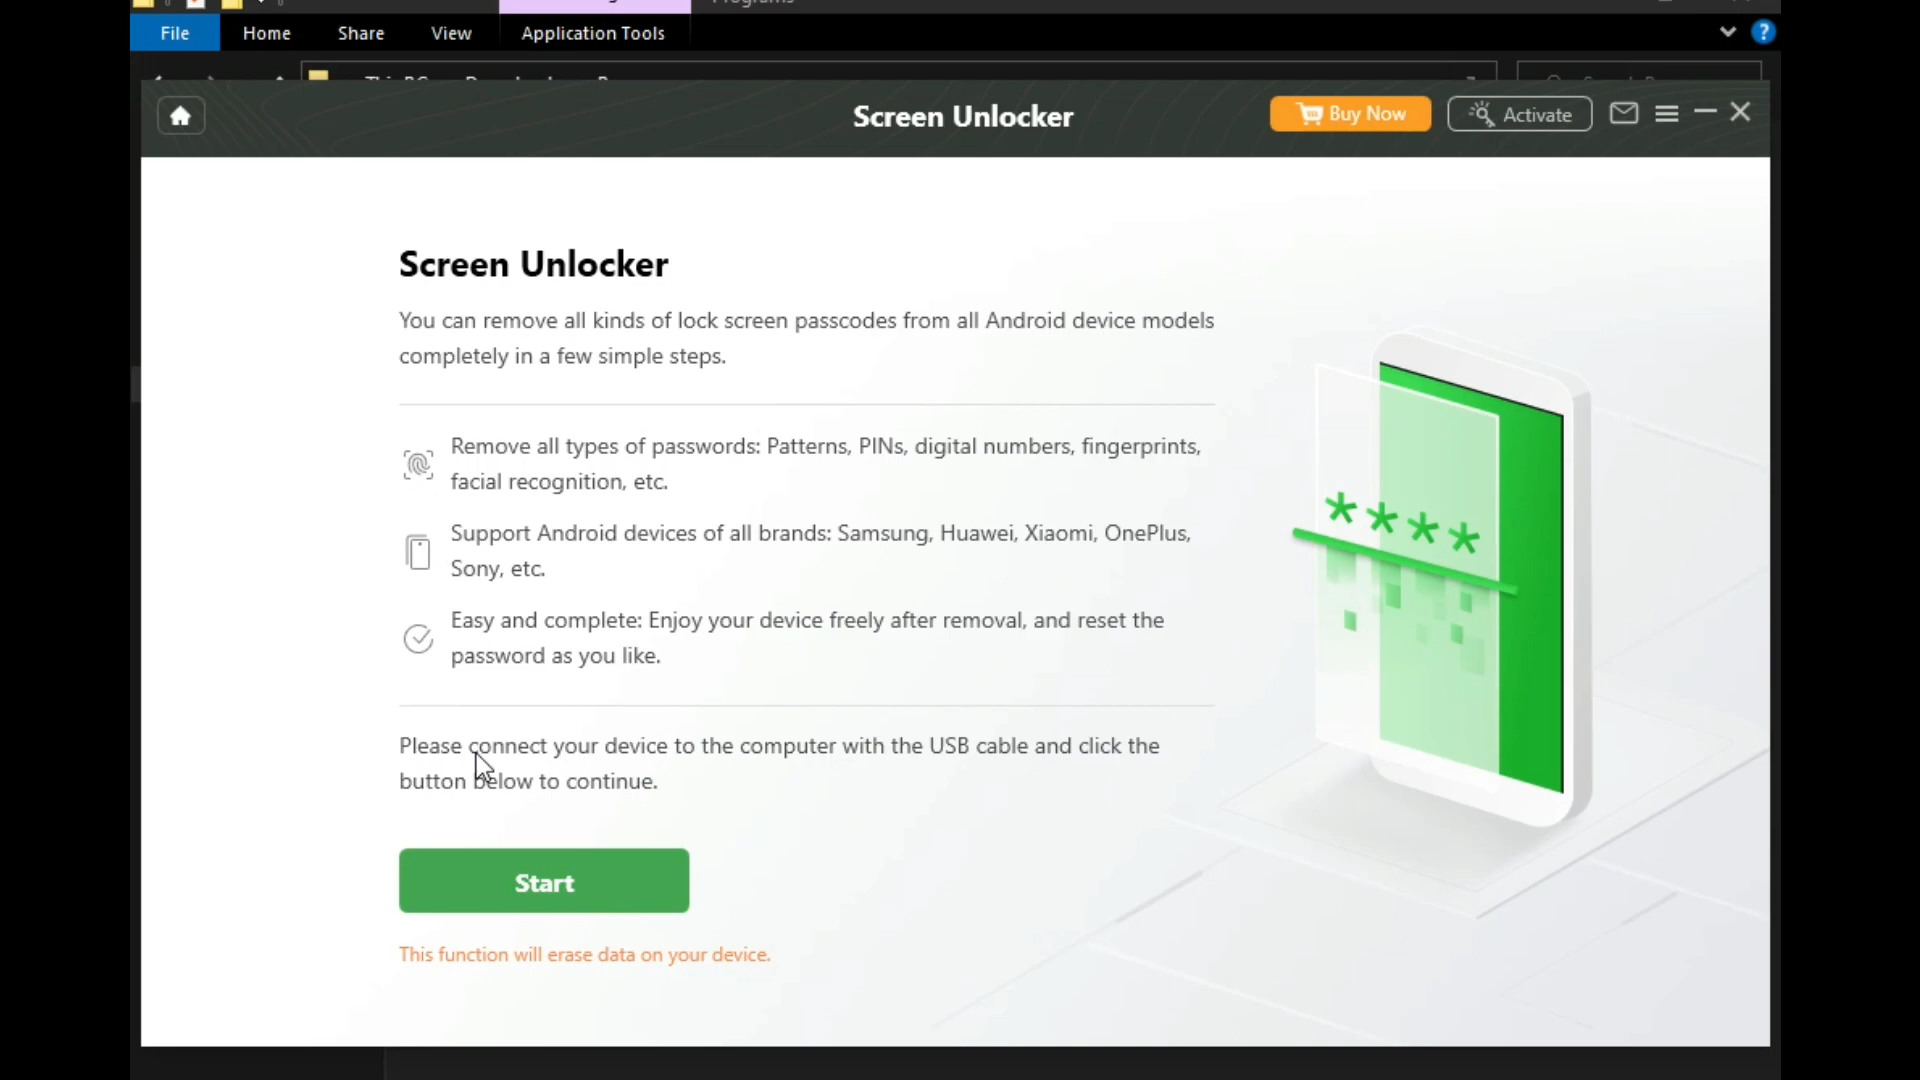 File Home Share View Application Tools
Screen Unlocker
Buy Now
Activate
Screen Unlocker
You can remove all kinds of lock screen passcodes from all Android device models
completely in a few simple steps.
Remove all types of passwords: Patterns, PINs, digital numbers, fingerprints,
facial recognition, etc.
Support Android devices of all brands: Samsung, Huawei, Xiaomi, OnePlus,
Sony, etc.
****
Easy and complete: Enjoy your device freely after removal, and reset the
password as you like.
Please connect your device to the computer with the USB cable and click the
button below to continue.
Start
This function will erase data on your device.